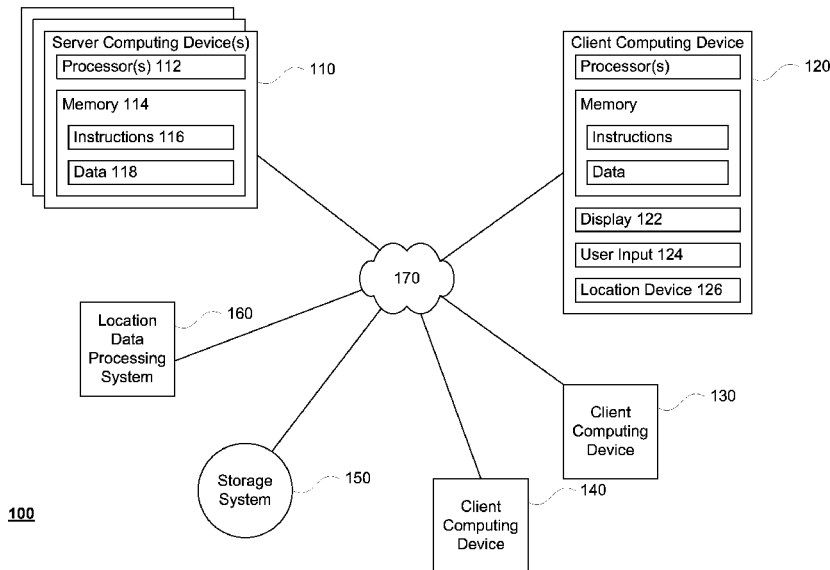 Server Computing Device(s)
Processor(s) 112
Memory 114
Instructions 116
Data 118
110
Client Computing Device
Processor(s)
Memory
Instructions
Data
Display 122
User Input 124
Location Device 126
120
170
Location
Data
Processing
System
160
Storage
System
150
Client
Computing
Device
140
Client
Computing
Device
130
100